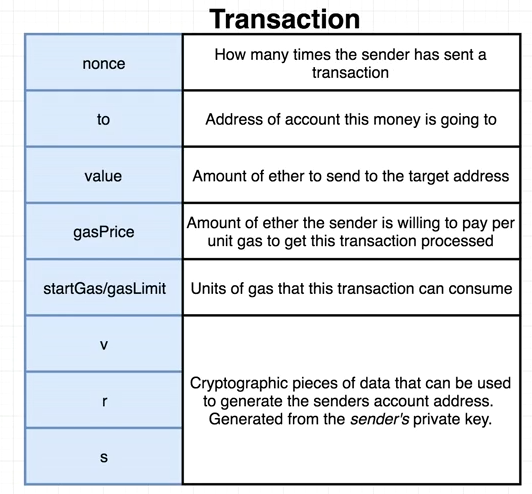 Transaction
nonce
How many times the sender has sent a
transaction
to
Address of account this money is going to
value
Amount of ether to send to the target address
gasPrice
Amount of ether the sender is willing to pay per
unit gas to get this transaction processed
startGas/gasLimit
Units of gas that this transaction can consume
v
r
s
Cryptographic pieces of data that can be used
to generate the senders account address.
Generated from the sender's private key.